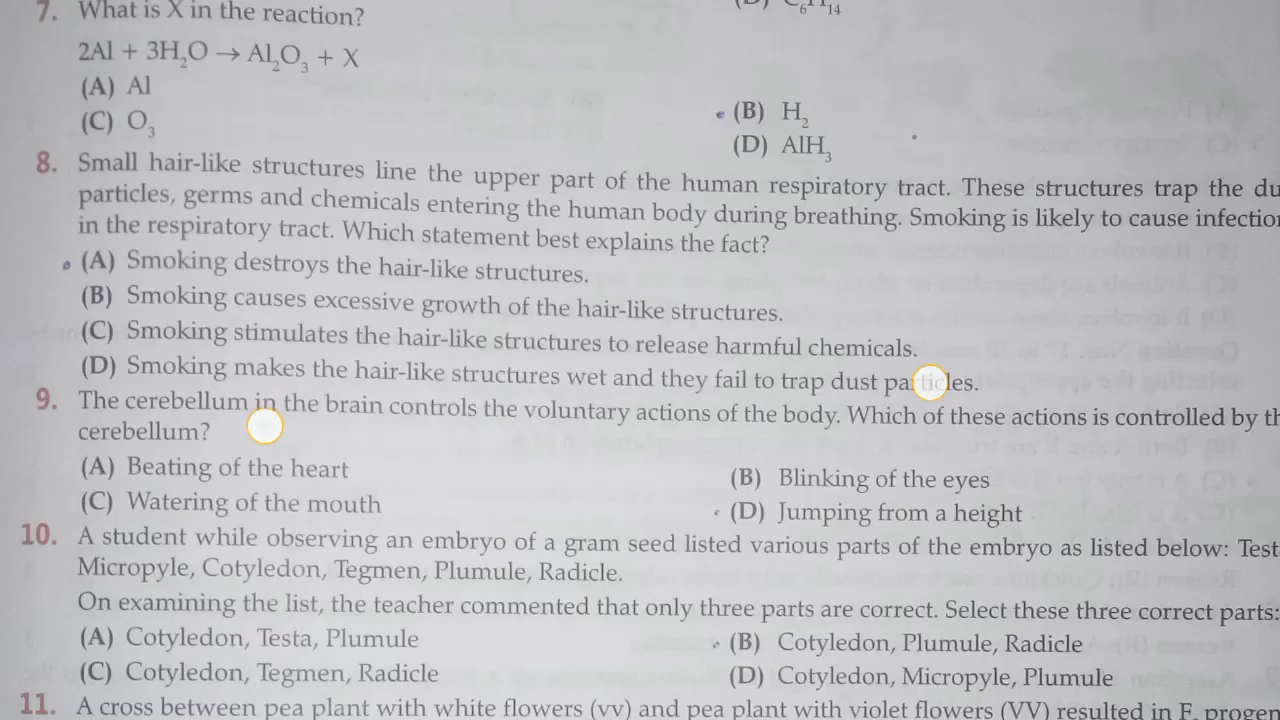 7. What is X in the reaction?
(D) C₆H₁₄
2Al + 3H₂O → Al₂O₃ + X
(A) Al
(B) H₂
(C) O₃
(D) AlH₃
8. Small hair-like structures line the upper part of the human respiratory tract. These structures trap the
particles, germs and chemicals entering the human body during breathing. Smoking is likely to cause
in the respiratory tract. Which statement best explains the fact?
(A) Smoking destroys the hair-like structures.
(B) Smoking causes excessive growth of the hair-like structures.
(C) Smoking stimulates the hair-like structures to release harmful chemicals.
(D) Smoking makes the hair-like structures wet and they fail to trap dust particles.
9. The cerebellum in the brain controls the voluntary actions of the body. Which of these actions is controlled by
cerebellum?
(A) Beating of the heart
(B) Blinking of the eyes
(C) Watering of the mouth
(D) Jumping from a height
10. A student while observing an embryo of a gram seed listed various parts of the embryo as listed below:
Micropyle, Cotyledon, Tegmen, Plumule, Radicle.
On examining the list, the teacher commented that only three parts are correct. Select these three correct parts:
(A) Cotyledon, Testa, Plumule
(B) Cotyledon, Plumule, Radicle
(C) Cotyledon, Tegmen, Radicle
(D) Cotyledon, Micropyle, Plumule
11. A cross between pea plant with white flowers (vv) and pea plant with violet flowers (VV) resulted in